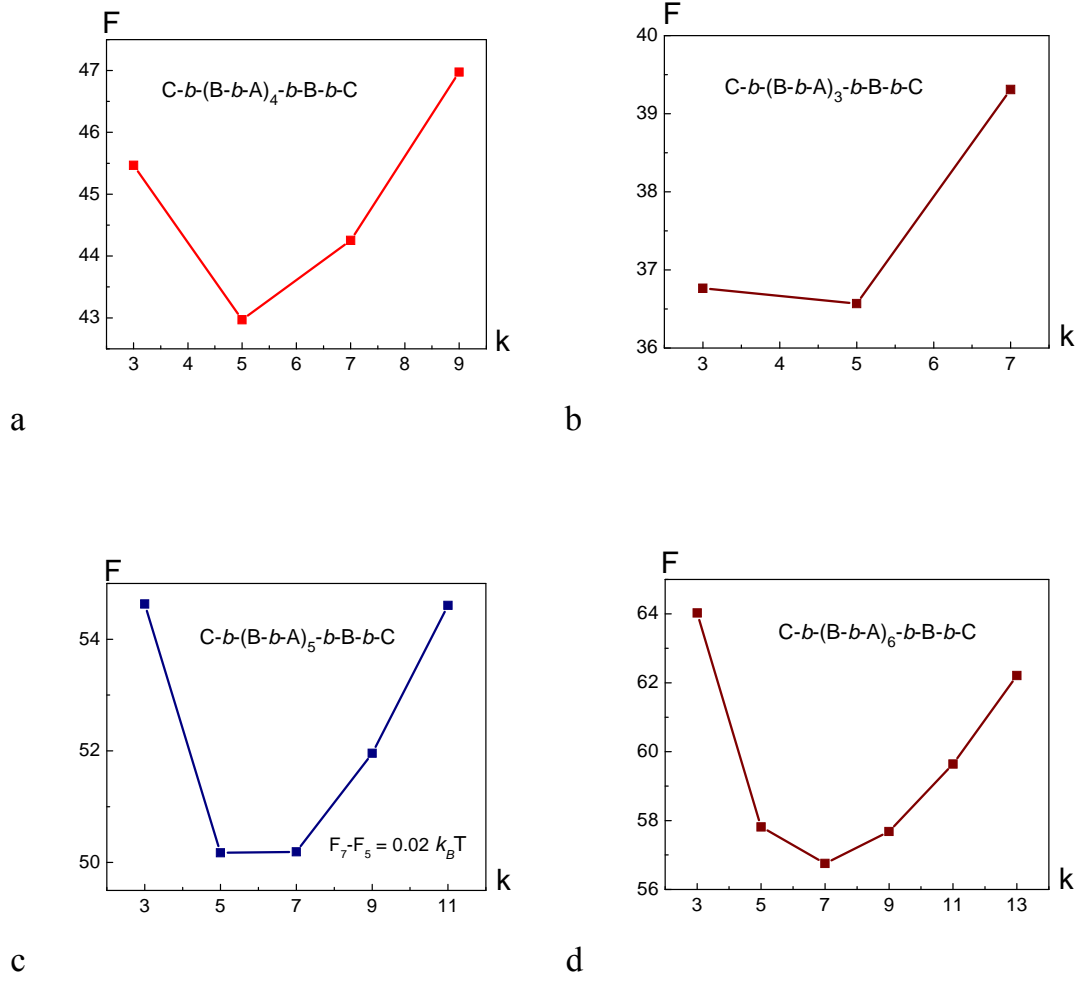 F
47
46
45
44
43
C-b-(B-b-A)4-b-B-b-C
3 4 5 6 7 8 9
k
a
F
40
39
38
37
36
C-b-(B-b-A)3-b-B-b-C
3 4 5 6 7
k
b
F
54
52
50
C-b-(B-b-A)5-b-B-b-C
F7-F5 = 0.02 kBT
3 5 7 9 11
k
c
F
64
62
60
58
56
C-b-(B-b-A)6-b-B-b-C
3 5 7 9 11 13
k
d